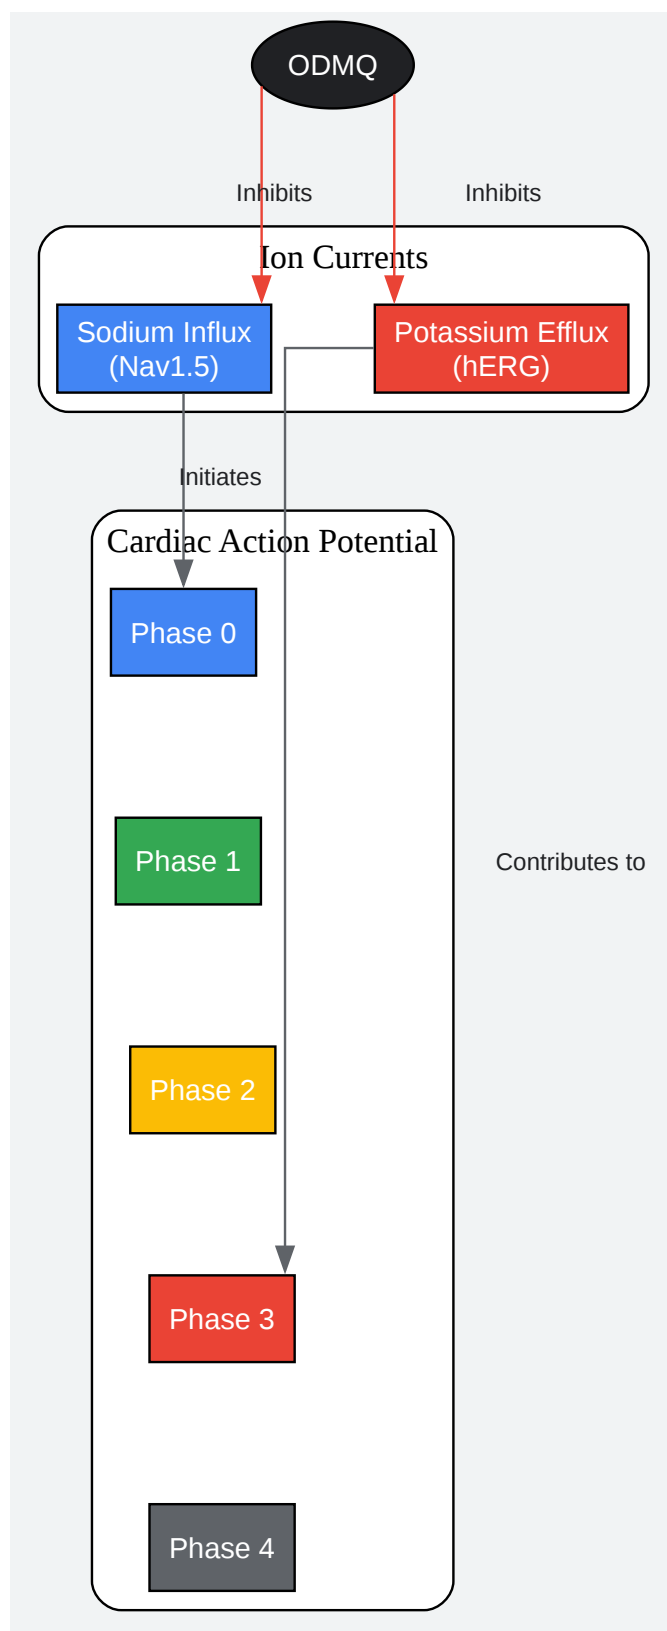 ODMQ
Inhibits
Inhibits
Ion Currents
Sodium Influx
(Nav1.5)
Potassium Efflux
(hERG)
Initiates
Cardiac Action Potential
Phase 0
Phase 1
Contributes to
Phase 2
Phase 3
Phase 4